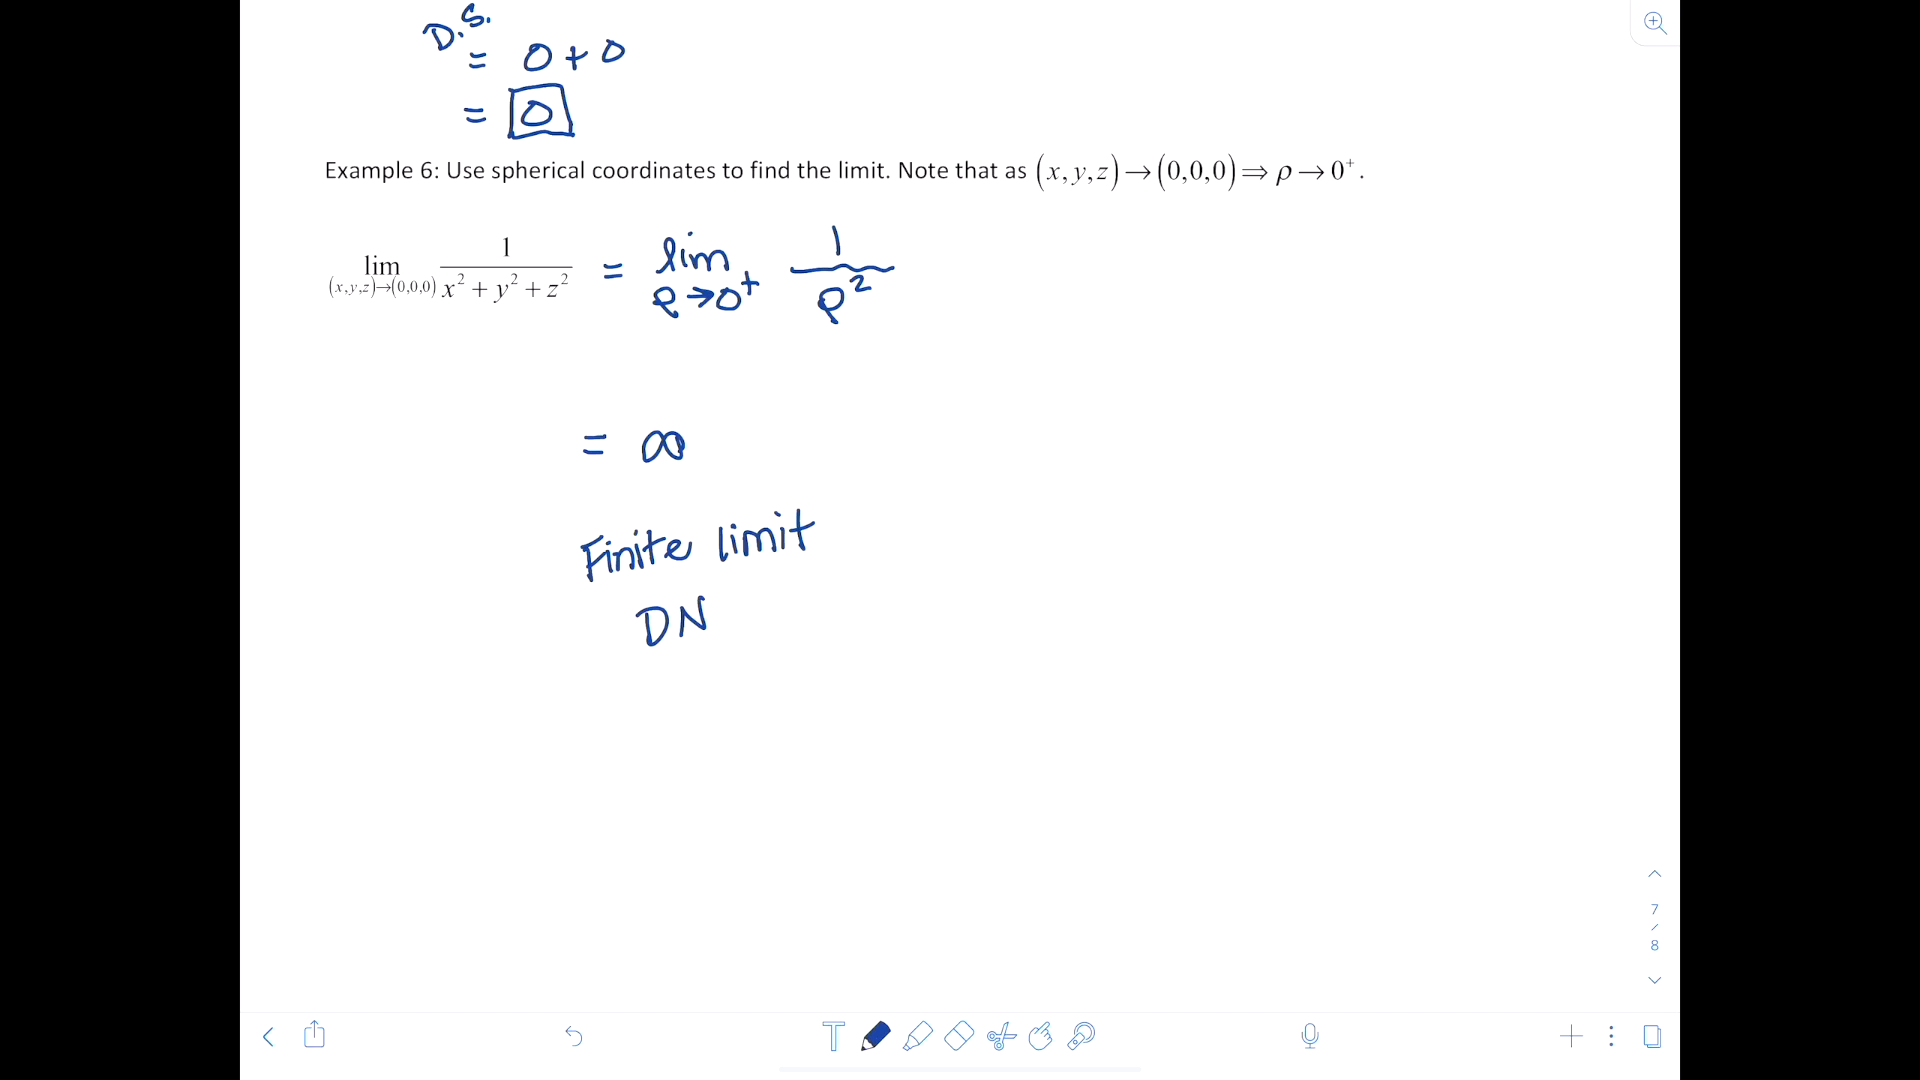 D.S.
= 0 + 0
= 0
Example 6: Use spherical coordinates to find the limit. Note that as (x, y, z) → (0,0,0) ⇒ ρ → 0⁺.
lim (x,y,z)→(0,0,0) 1/(x² + y² + z²) = lim ρ→0⁺ 1/ρ²
= ∞
Finite limit
DN
7
/
8
T